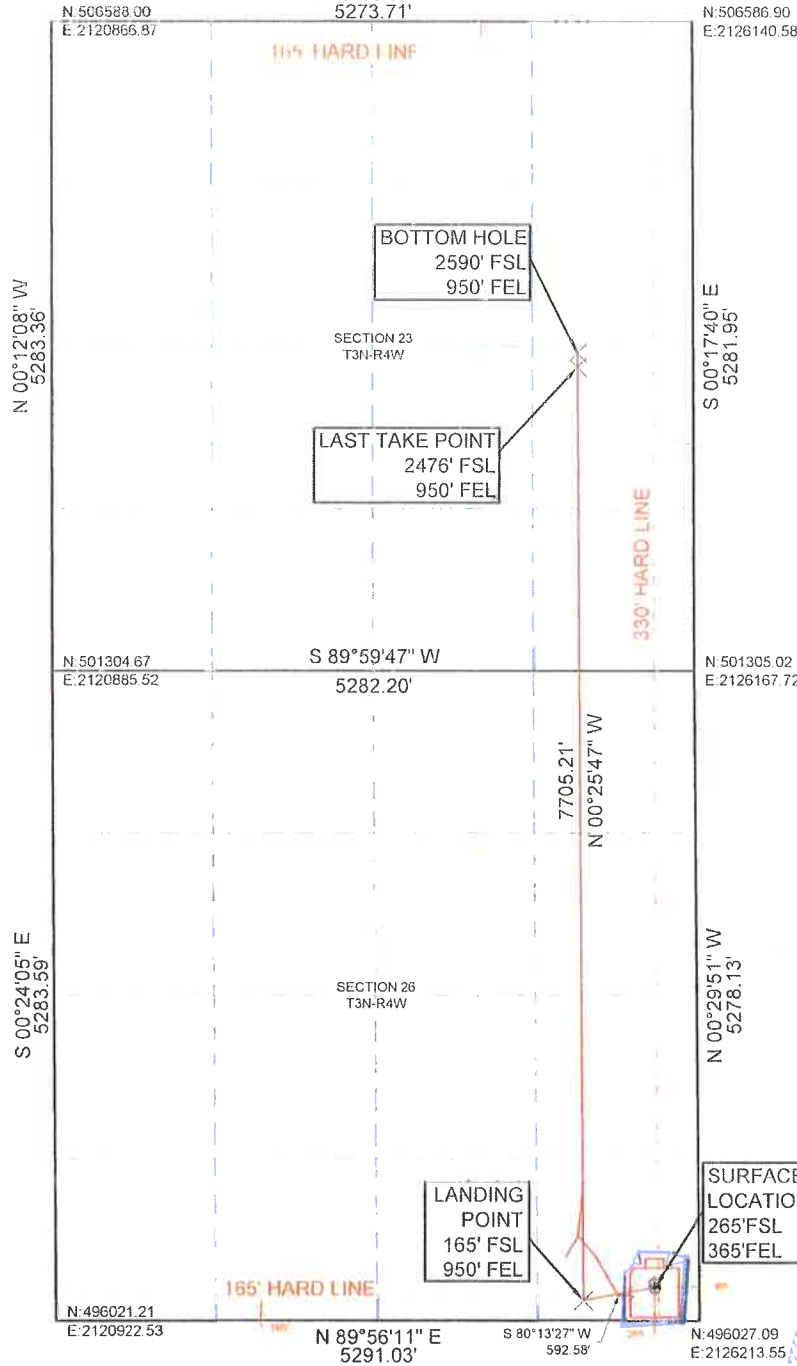 N:506588.00
E:2120866.87
5273.71'
N:506586.90
E:2126140.58
165' HARD LINE
BOTTOM HOLE
2590' FSL
950' FEL
SECTION 23
T3N-R4W
N 00°12'08" W
5283.36'
S 00°17'40" E
5281.95'
LAST TAKE POINT
2476' FSL
950' FEL
330' HARD LINE
N:501304.67
E:2120885.52
S 89°59'47" W
5282.20'
N:501305.02
E:2126167.72
7705.21'
N 00°25'47" W
SECTION 26
T3N-R4W
S 00°24'05" E
5283.59'
N 00°29'51" W
5278.13'
LANDING
POINT
165' FSL
950' FEL
SURFACE
LOCATIO
265'FSL
365'FEL
165' HARD LINE
N:496021.21
E:2120922.53
N 89°56'11" E
5291.03'
S 80°13'27" W
592.58'
N:496027.09
E:2126213.55